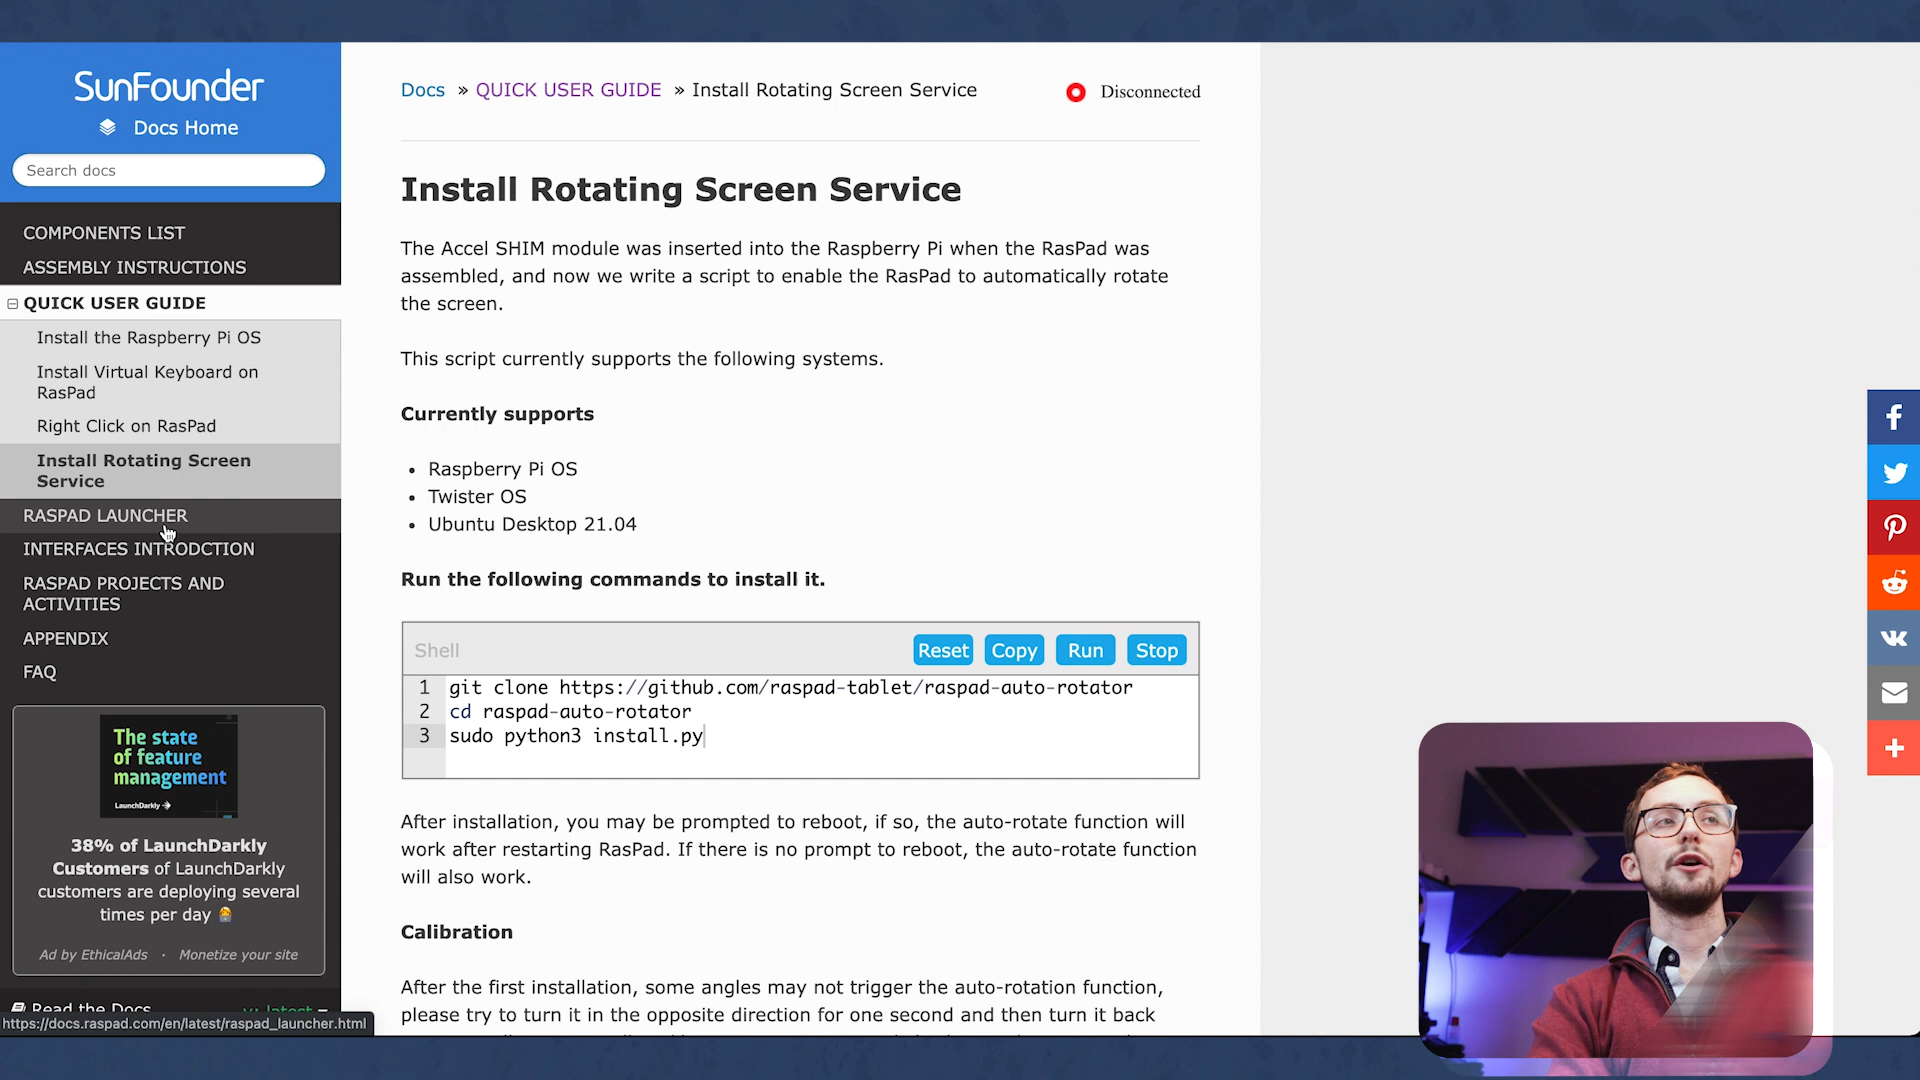 SunFounder
Docs Home
Search docs
COMPONENTS LIST
ASSEMBLY INSTRUCTIONS
QUICK USER GUIDE
Install the Raspberry Pi OS
Install Virtual Keyboard on
RasPad
Right Click on RasPad
Install Rotating Screen
Service
RASPAD LAUNCHER
INTERFACES INTRODCTION
RASPAD PROJECTS AND
ACTIVITIES
APPENDIX
FAQ
The state
of feature
management
LaunchDarkly
38% of LaunchDarkly
Customers of LaunchDarkly
customers are deploying several
times per day
Ad by EthicalAds · Monetize your site
Read the Docs v: latest
https://docs.raspad.com/en/latest/raspad_launcher.html
Docs » QUICK USER GUIDE » Install Rotating Screen Service
Disconnected
Install Rotating Screen Service
The Accel SHIM module was inserted into the Raspberry Pi when the RasPad was
assembled, and now we write a script to enable the RasPad to automatically rotate
the screen.
This script currently supports the following systems.
Currently supports
• Raspberry Pi OS
• Twister OS
• Ubuntu Desktop 21.04
Run the following commands to install it.
Shell Reset Copy Run Stop
1 git clone https://github.com/raspad-tablet/raspad-auto-rotator
2 cd raspad-auto-rotator
3 sudo python3 install.py
After installation, you may be prompted to reboot, if so, the auto-rotate function will
work after restarting RasPad. If there is no prompt to reboot, the auto-rotate function
will also work.
Calibration
After the first installation, some angles may not trigger the auto-rotation function,
please try to turn it in the opposite direction for one second and then turn it back